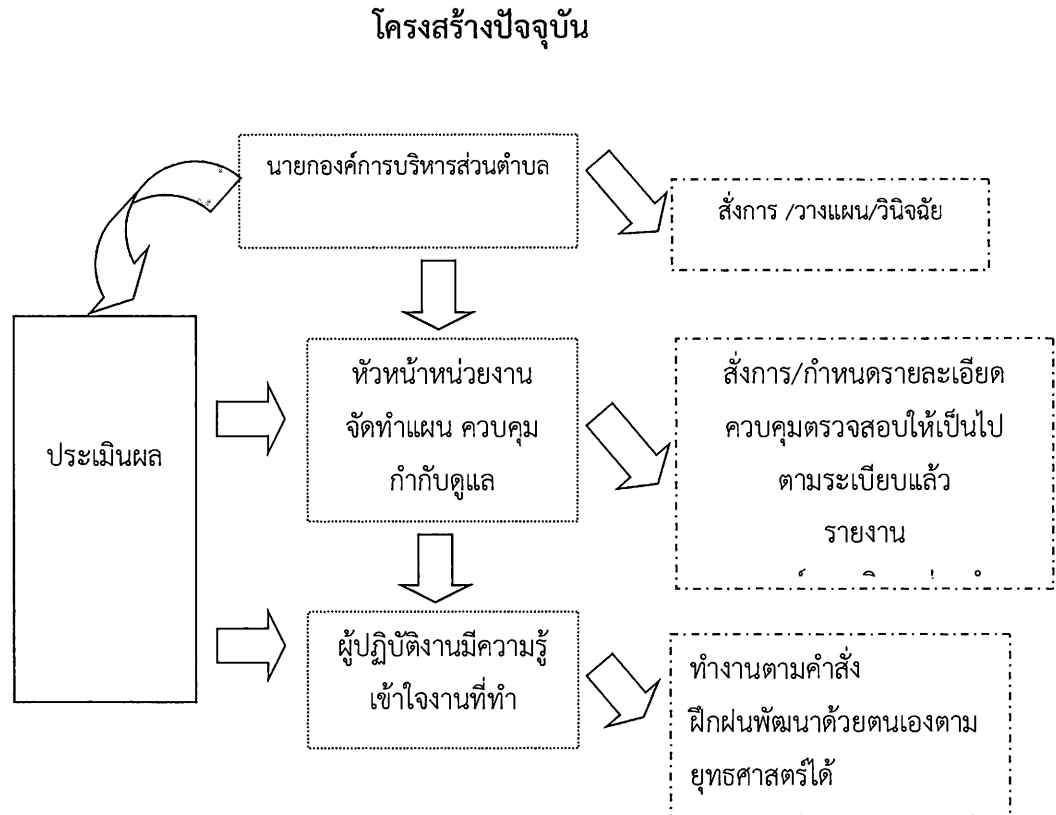 โครงสร้างปัจจุบัน
นายกองค์การบริหารส่วนตำบล
สั่งการ /วางแผน/วินิจฉัย
ประเมินผล
หัวหน้าหน่วยงาน
จัดทำแผน ควบคุม
กำกับดูแล
สั่งการ/กำหนดรายละเอียด
ควบคุมตรวจสอบให้เป็นไป
ตามระเบียบแล้ว
รายงาน
ผู้ปฏิบัติงานมีความรู้
เข้าใจงานที่ทำ
ทำงานตามคำสั่ง
ฝึกฝนพัฒนาด้วยตนเองตาม
ยุทธศาสตร์ได้